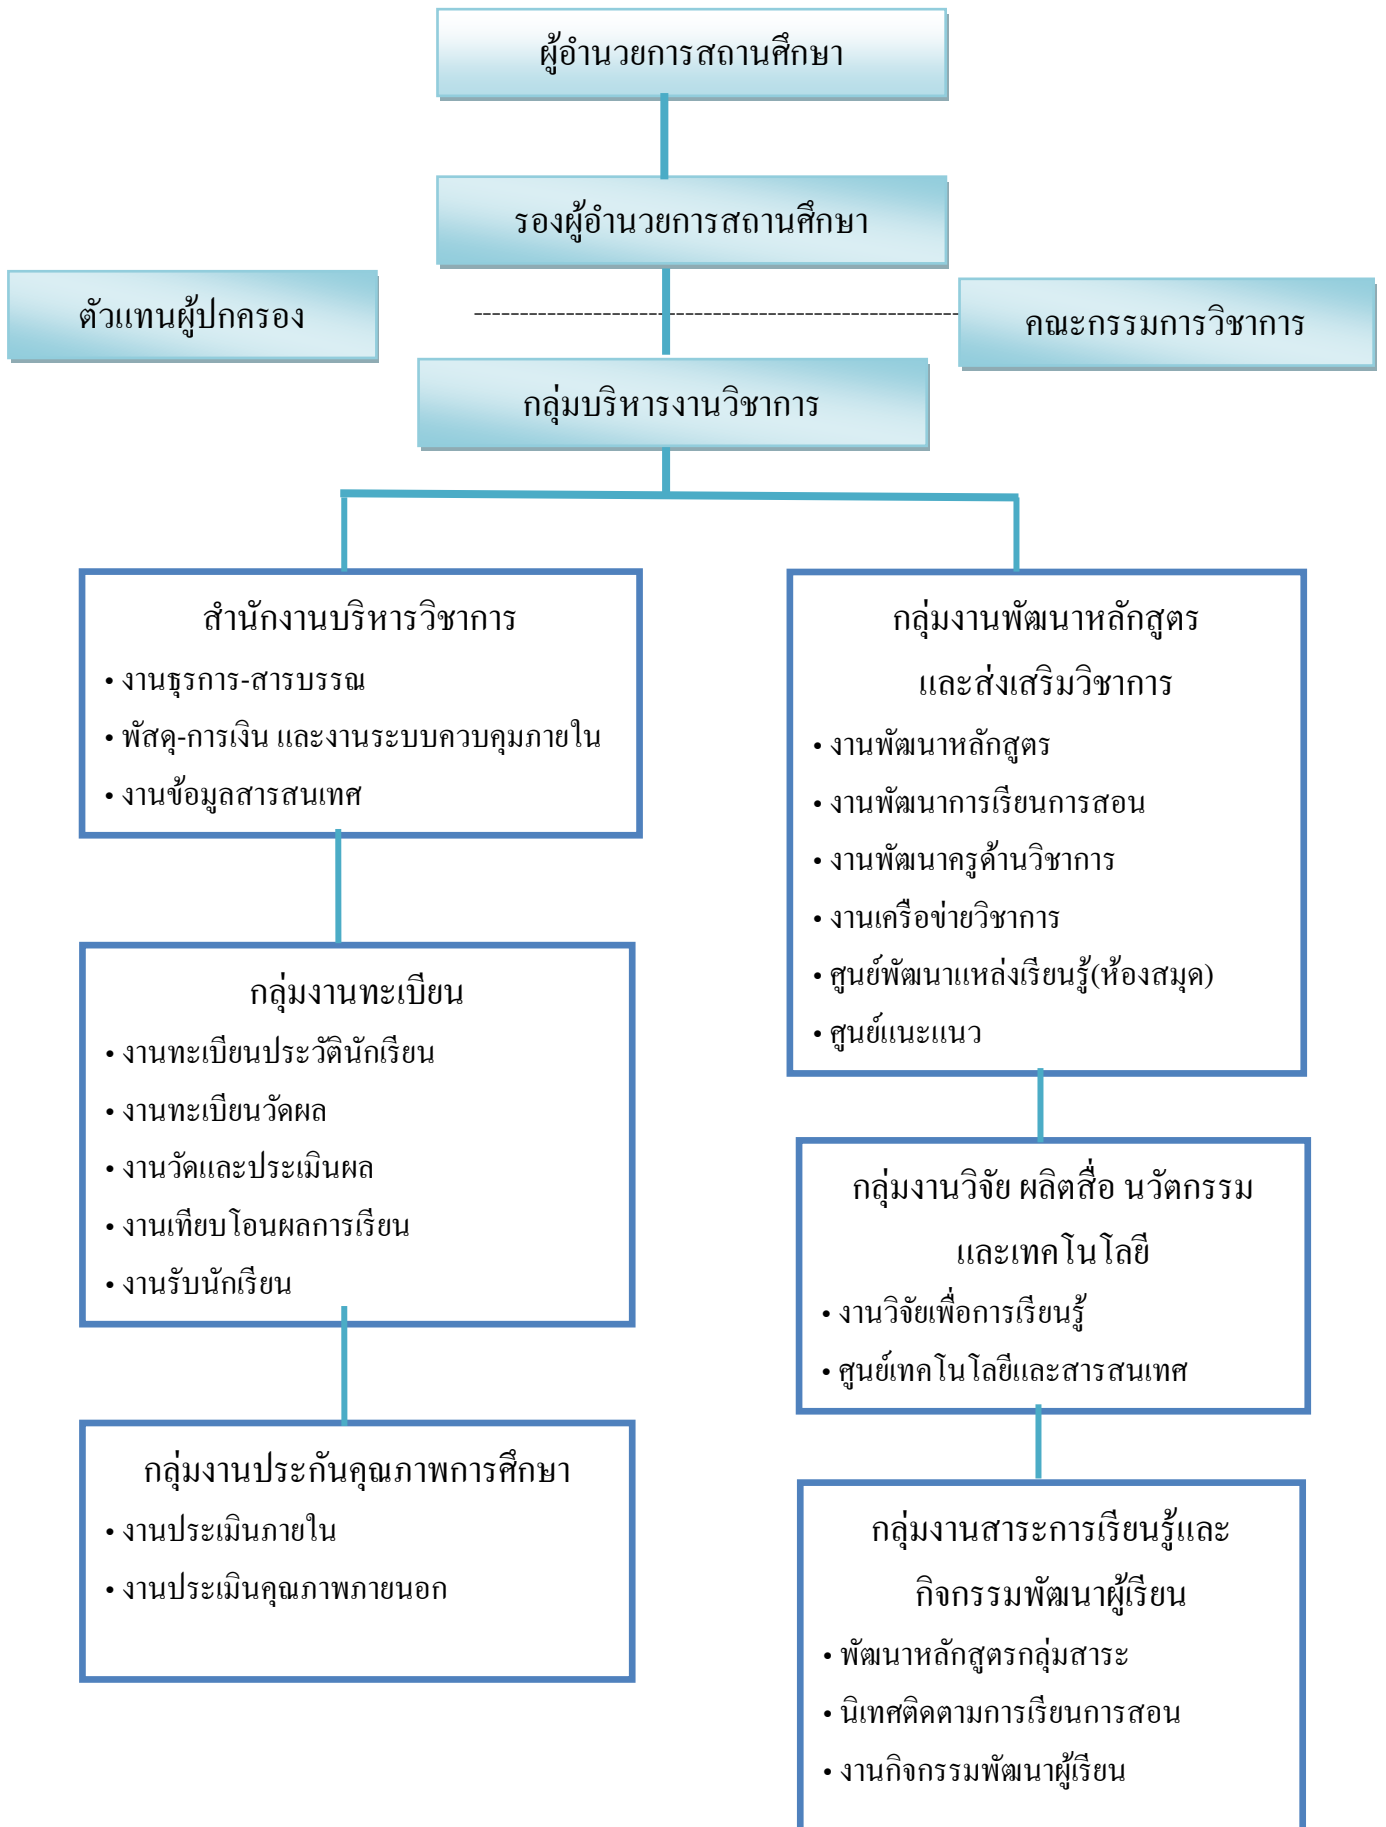 ผู้อำนวยการสถานศึกษา
รองผู้อำนวยการสถานศึกษา
ตัวแทนผู้ปกครอง
คณะกรรมการวิชาการ
กลุ่มบริหารงานวิชาการ
สำนักงานบริหารวิชาการ
• งานธุรการ-สารบรรณ
• พัสดุ-การเงิน และงานระบบควบคุมภายใน
• งานข้อมูลสารสนเทศ
กลุ่มงานทะเบียน
• งานทะเบียนประวัตินักเรียน
• งานทะเบียนวัดผล
• งานวัดและประเมินผล
• งานเทียบโอนผลการเรียน
• งานรับนักเรียน
กลุ่มงานประกันคุณภาพการศึกษา
• งานประเมินภายใน
• งานประเมินคุณภาพภายนอก
กลุ่มงานพัฒนาหลักสูตร
และส่งเสริมวิชาการ
• งานพัฒนาหลักสูตร
• งานพัฒนาการเรียนการสอน
• งานพัฒนาครูด้านวิชาการ
• งานเครือข่ายวิชาการ
• ศูนย์พัฒนาแหล่งเรียนรู้(ห้องสมุด)
• ศูนย์แนะแนว
กลุ่มงานวิจัย ผลิตสื่อ นวัตกรรม
และเทคโนโลยี
• งานวิจัยเพื่อการเรียนรู้
• ศูนย์เทคโนโลยีและสารสนเทศ
กลุ่มงานสาระการเรียนรู้และ
กิจกรรมพัฒนาผู้เรียน
• พัฒนาหลักสูตรกลุ่มสาระ
• นิเทศติดตามการเรียนการสอน
• งานกิจกรรมพัฒนาผู้เรียน